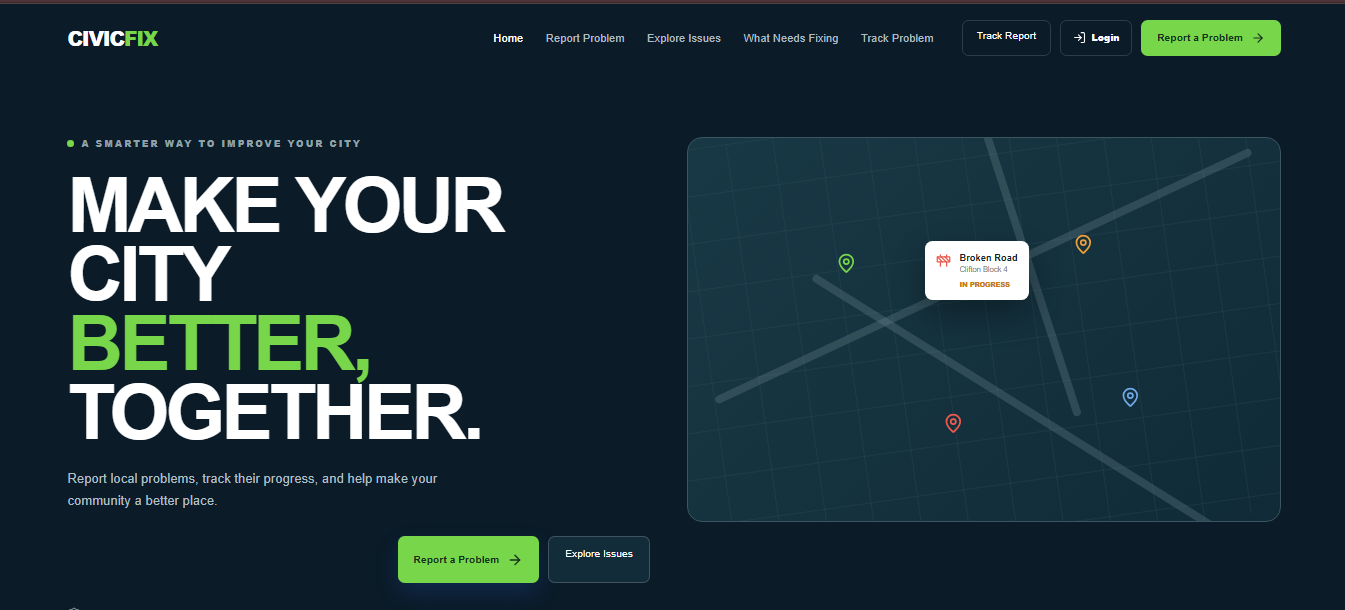 CIVICFIX
Home
Report Problem
Explore Issues
What Needs Fixing
Track Problem
Track Report
Login
Report a Problem
A SMARTER WAY TO IMPROVE YOUR CITY
MAKE YOUR
CITY
BETTER,
TOGETHER.
Report local problems, track their progress, and help make your
community a better place.
Report a Problem
Explore Issues
Broken Road
Clifton Block 4
IN PROGRESS